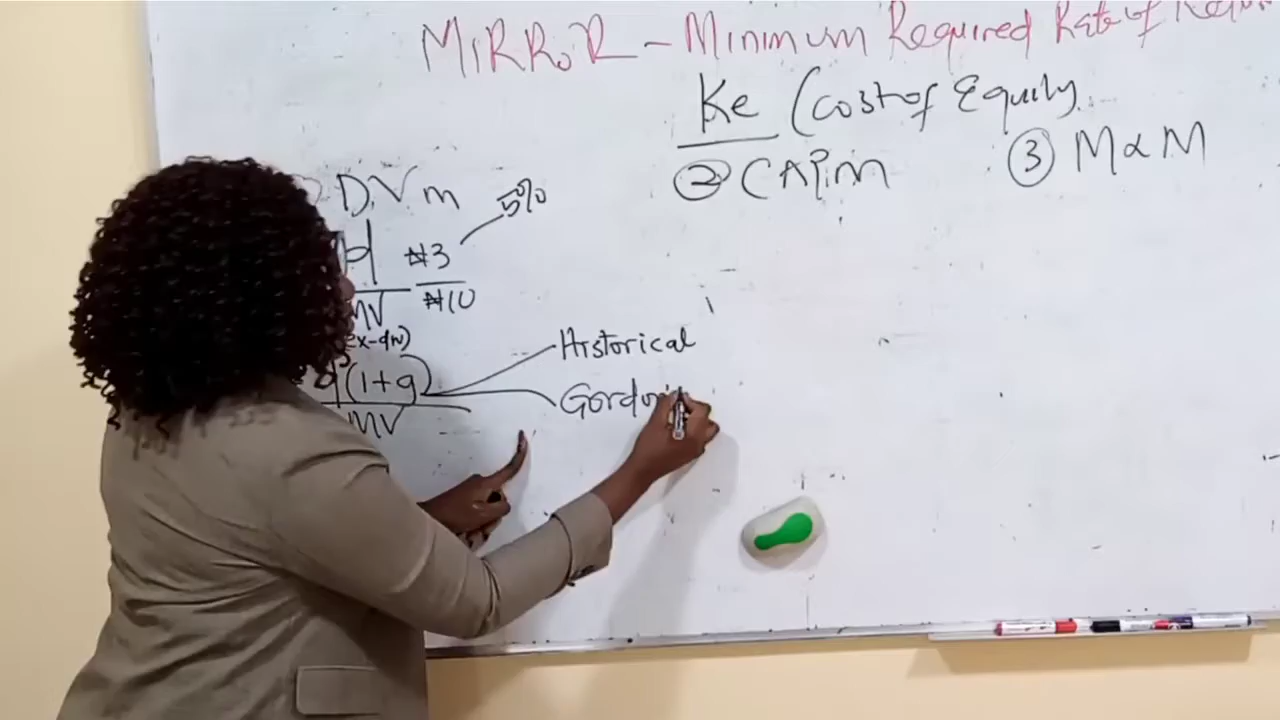 MIRROR - Minimum Required Rate of Return
Ke (Cost of Equity
② CAPM
③ M∝M
DVm
5%
d
₦3
MV
₦10
(ex-div)
d(1+g)
MV
Historical
Gordon